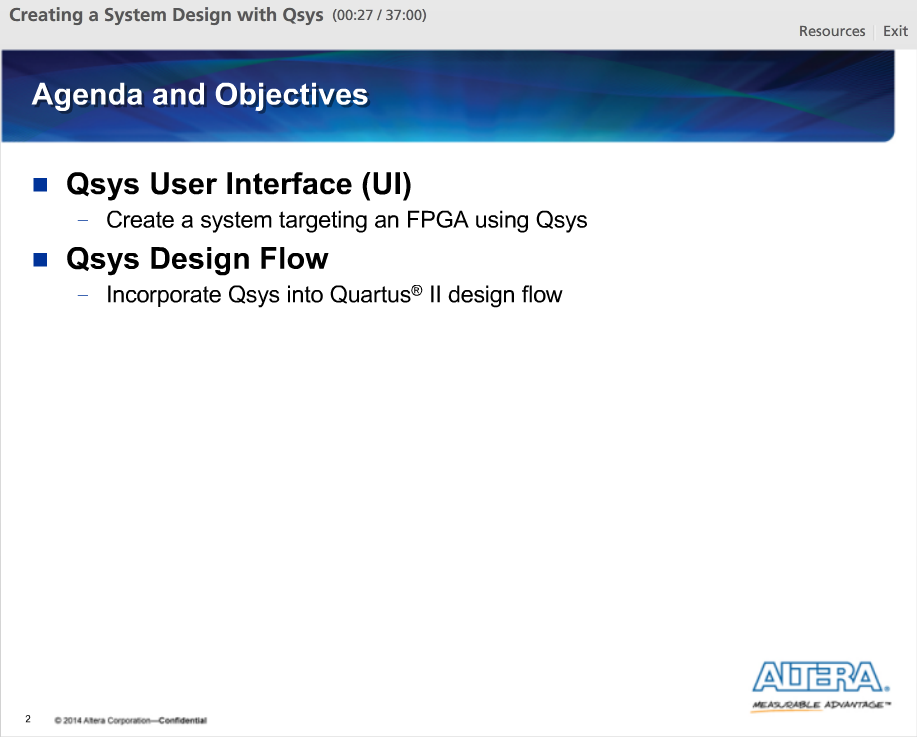 Creating a System Design with Qsys (00:27 / 37:00)
Resources Exit
Agenda and Objectives
Qsys User Interface (UI)
– Create a system targeting an FPGA using Qsys
Qsys Design Flow
– Incorporate Qsys into Quartus® II design flow
ALTERA®
MEASURABLE ADVANTAGE™
2 © 2014 Altera Corporation—Confidential